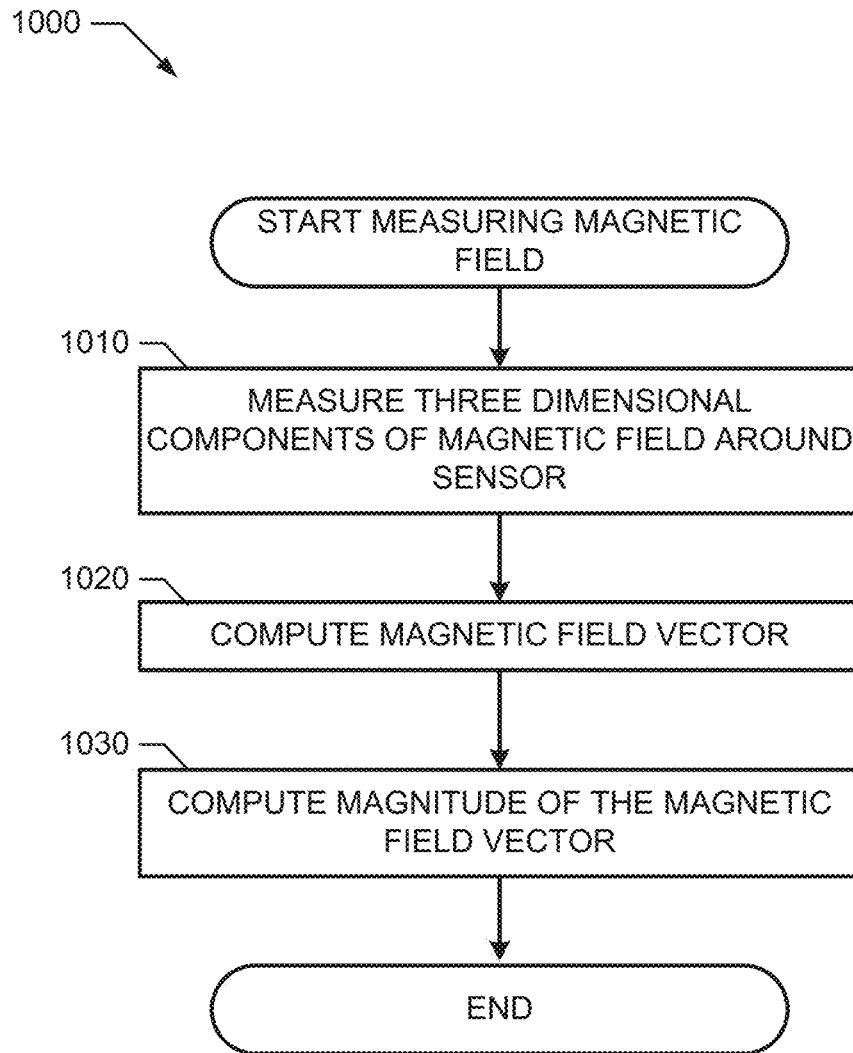 1000
START MEASURING MAGNETIC
FIELD
1010
MEASURE THREE DIMENSIONAL
COMPONENTS OF MAGNETIC FIELD AROUND
SENSOR
1020
COMPUTE MAGNETIC FIELD VECTOR
1030
COMPUTE MAGNITUDE OF THE MAGNETIC
FIELD VECTOR
END